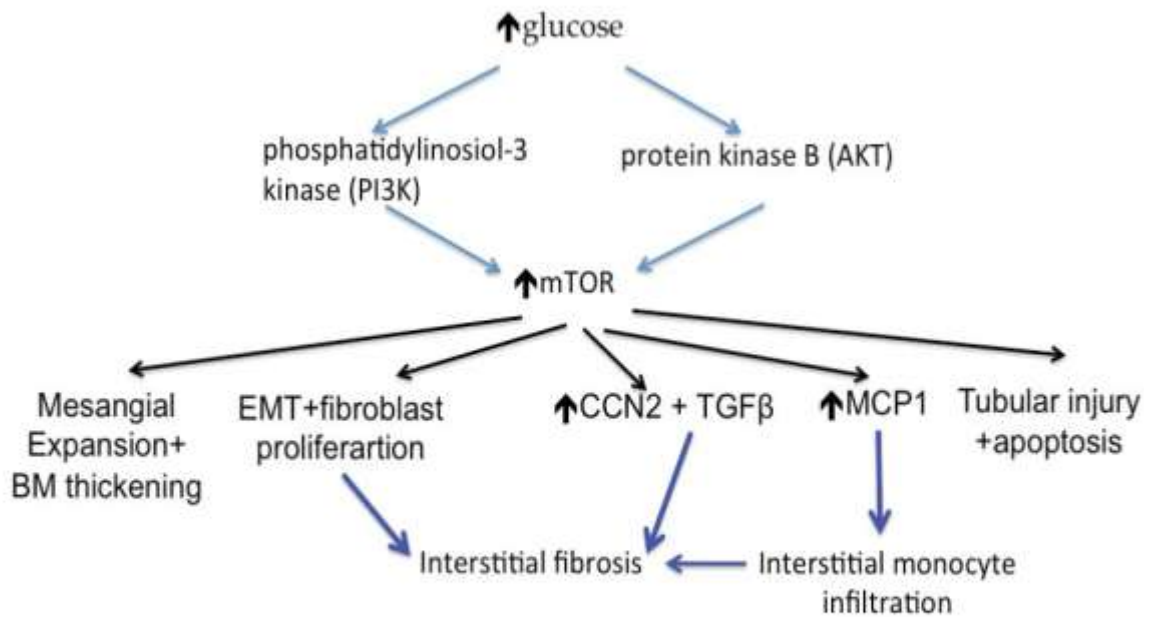 ↑glucose
phosphatidylinosiol-3
kinase (PI3K)
protein kinase B (AKT)
↑mTOR
Mesangial
Expansion+
BM thickening
EMT+fibroblast
proliferartion
↑CCN2 + TGFβ
↑MCP1
Tubular injury
+apoptosis
Interstitial fibrosis
Interstitial monocyte
infiltration